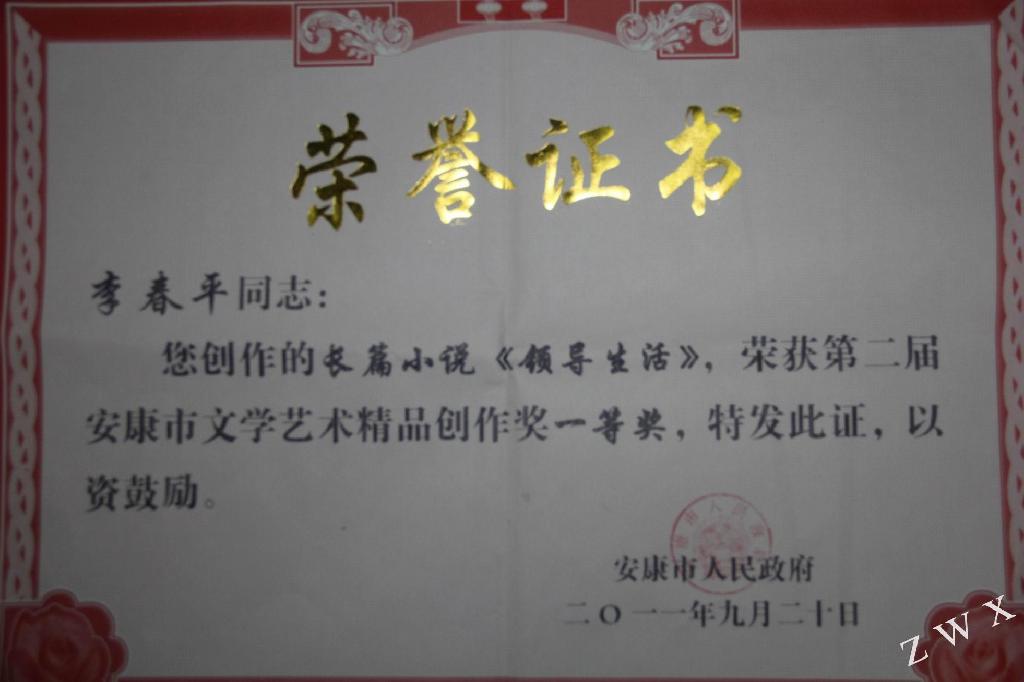 荣誉证书
李春平同志:
您创作的长篇小说《领导生活》,荣获第二届
安康市文学艺术精品创作奖一等奖,特发此证,以
资鼓励。
安康市人民政府
二〇一一年九月二十日
ZWX